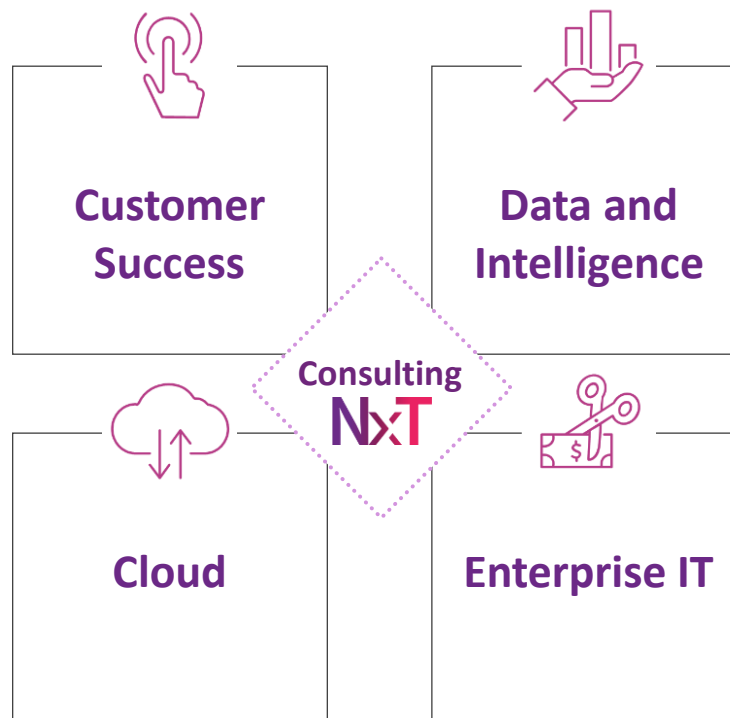 Customer
Success
Data and
Intelligence
Consulting
NxT
Cloud
$
Enterprise IT